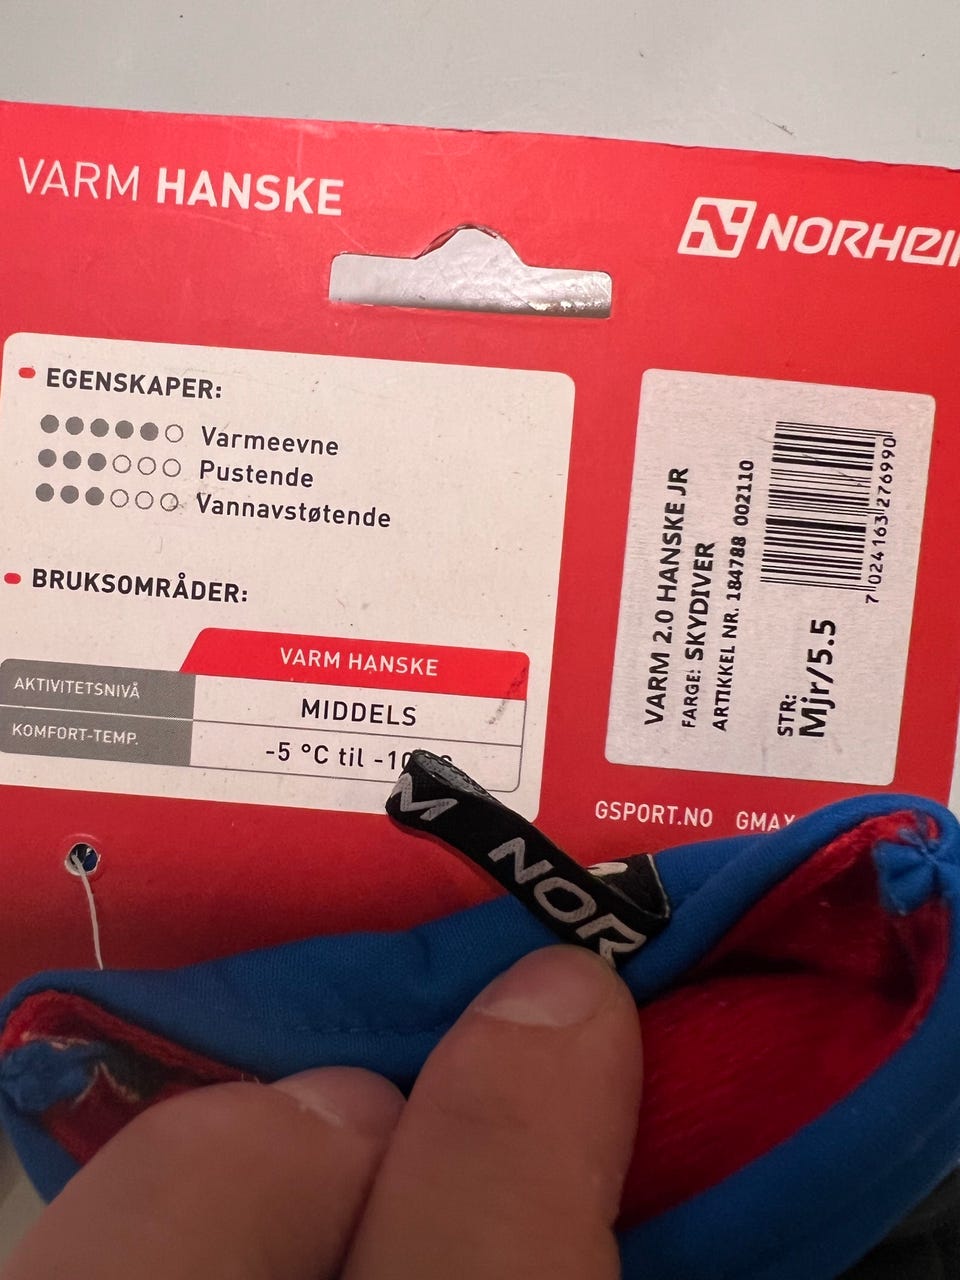 VARM HANSKE
NORHEI
EGENSKAPER:
Varmeevne
Pustende
Vannavstøtende
BRUKSOMRÅDER:
VARM HANSKE
AKTIVITETSNIVÅ MIDDELS
KOMFORT-TEMP. -5 °C til
VARM 2.0 HANSKE JR
FARGE: SKYDIVER
ARTIKKEL NR. 184788 002110
STR:
Mjr/5.5
7 024163 276990
GSPORT.NO GMAX
M NOR